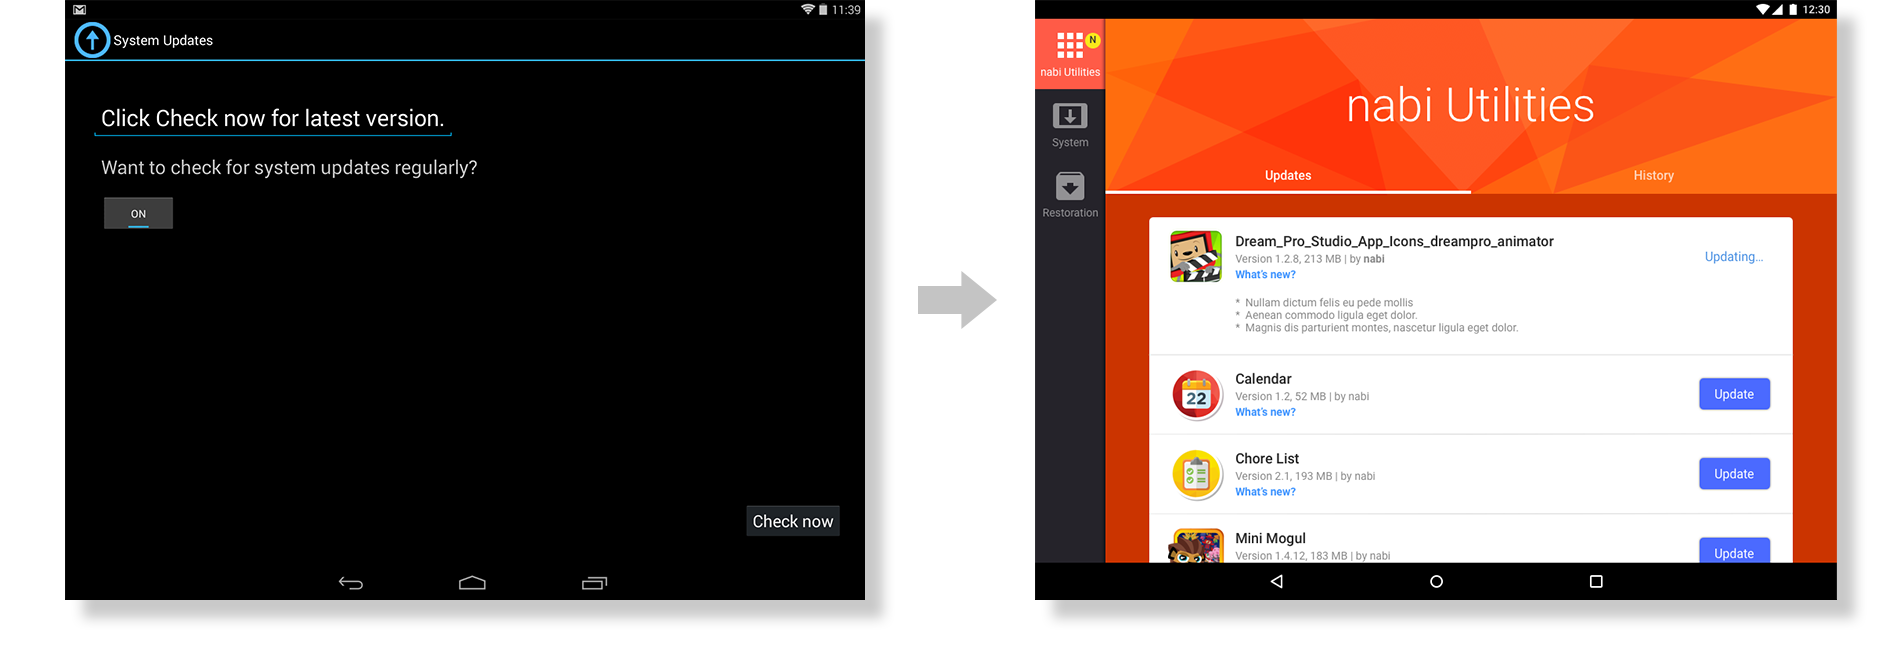 11:39
System Updates
Click Check now for latest version.
Want to check for system updates regularly?
ON
Check now
12:30
N
nabi Utilities
System
Restoration
nabi Utilities
Updates
History
Dream_Pro_Studio_App_Icons_dreampro_animator
Version 1.2.8, 213 MB | by nabi
What's new?
Updating...
* Nullam dictum felis eu pede mollis
* Aenean commodo ligula eget dolor.
* Magnis dis parturient montes, nascetur ligula eget dolor.
22
Calendar
Version 1.2, 52 MB | by nabi
What's new?
Update
Chore List
Version 2.1, 193 MB | by nabi
What's new?
Update
Mini Mogul
Version 1.4.12, 183 MB | by nabi
Update